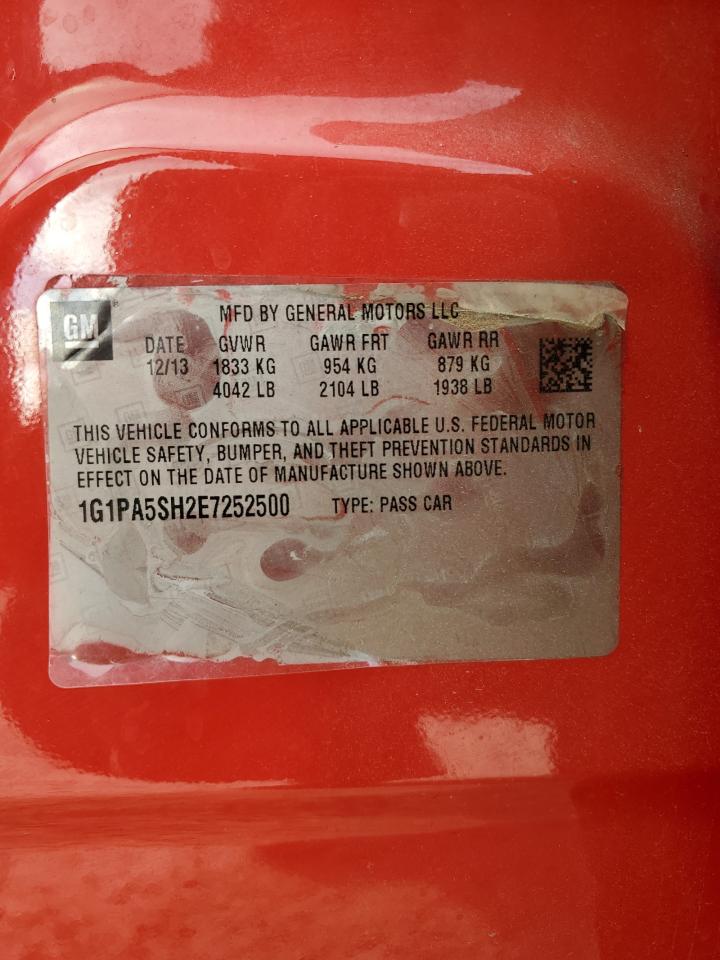 GM
MFD BY GENERAL MOTORS LLC
DATE GVWR GAWR FRT GAWR RR
12/13 1833 KG 954 KG 879 KG
4042 LB 2104 LB 1938 LB
THIS VEHICLE CONFORMS TO ALL APPLICABLE U.S. FEDERAL MOTOR
VEHICLE SAFETY, BUMPER, AND THEFT PREVENTION STANDARDS IN
EFFECT ON THE DATE OF MANUFACTURE SHOWN ABOVE.
1G1PA5SH2E7252500 TYPE: PASS CAR